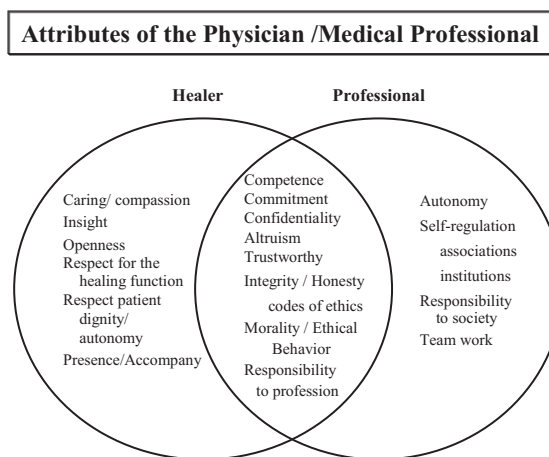 Attributes of the Physician /Medical Professional
Healer
Professional
Caring/ compassion
Insight
Openness
Respect for the
healing function
Respect patient
dignity/
autonomy
Presence/Accompany
Competence
Commitment
Confidentiality
Altruism
Trustworthy
Integrity / Honesty
codes of ethics
Morality / Ethical
Behavior
Responsibility
to profession
Autonomy
Self-regulation
associations
institutions
Responsibility
to society
Team work